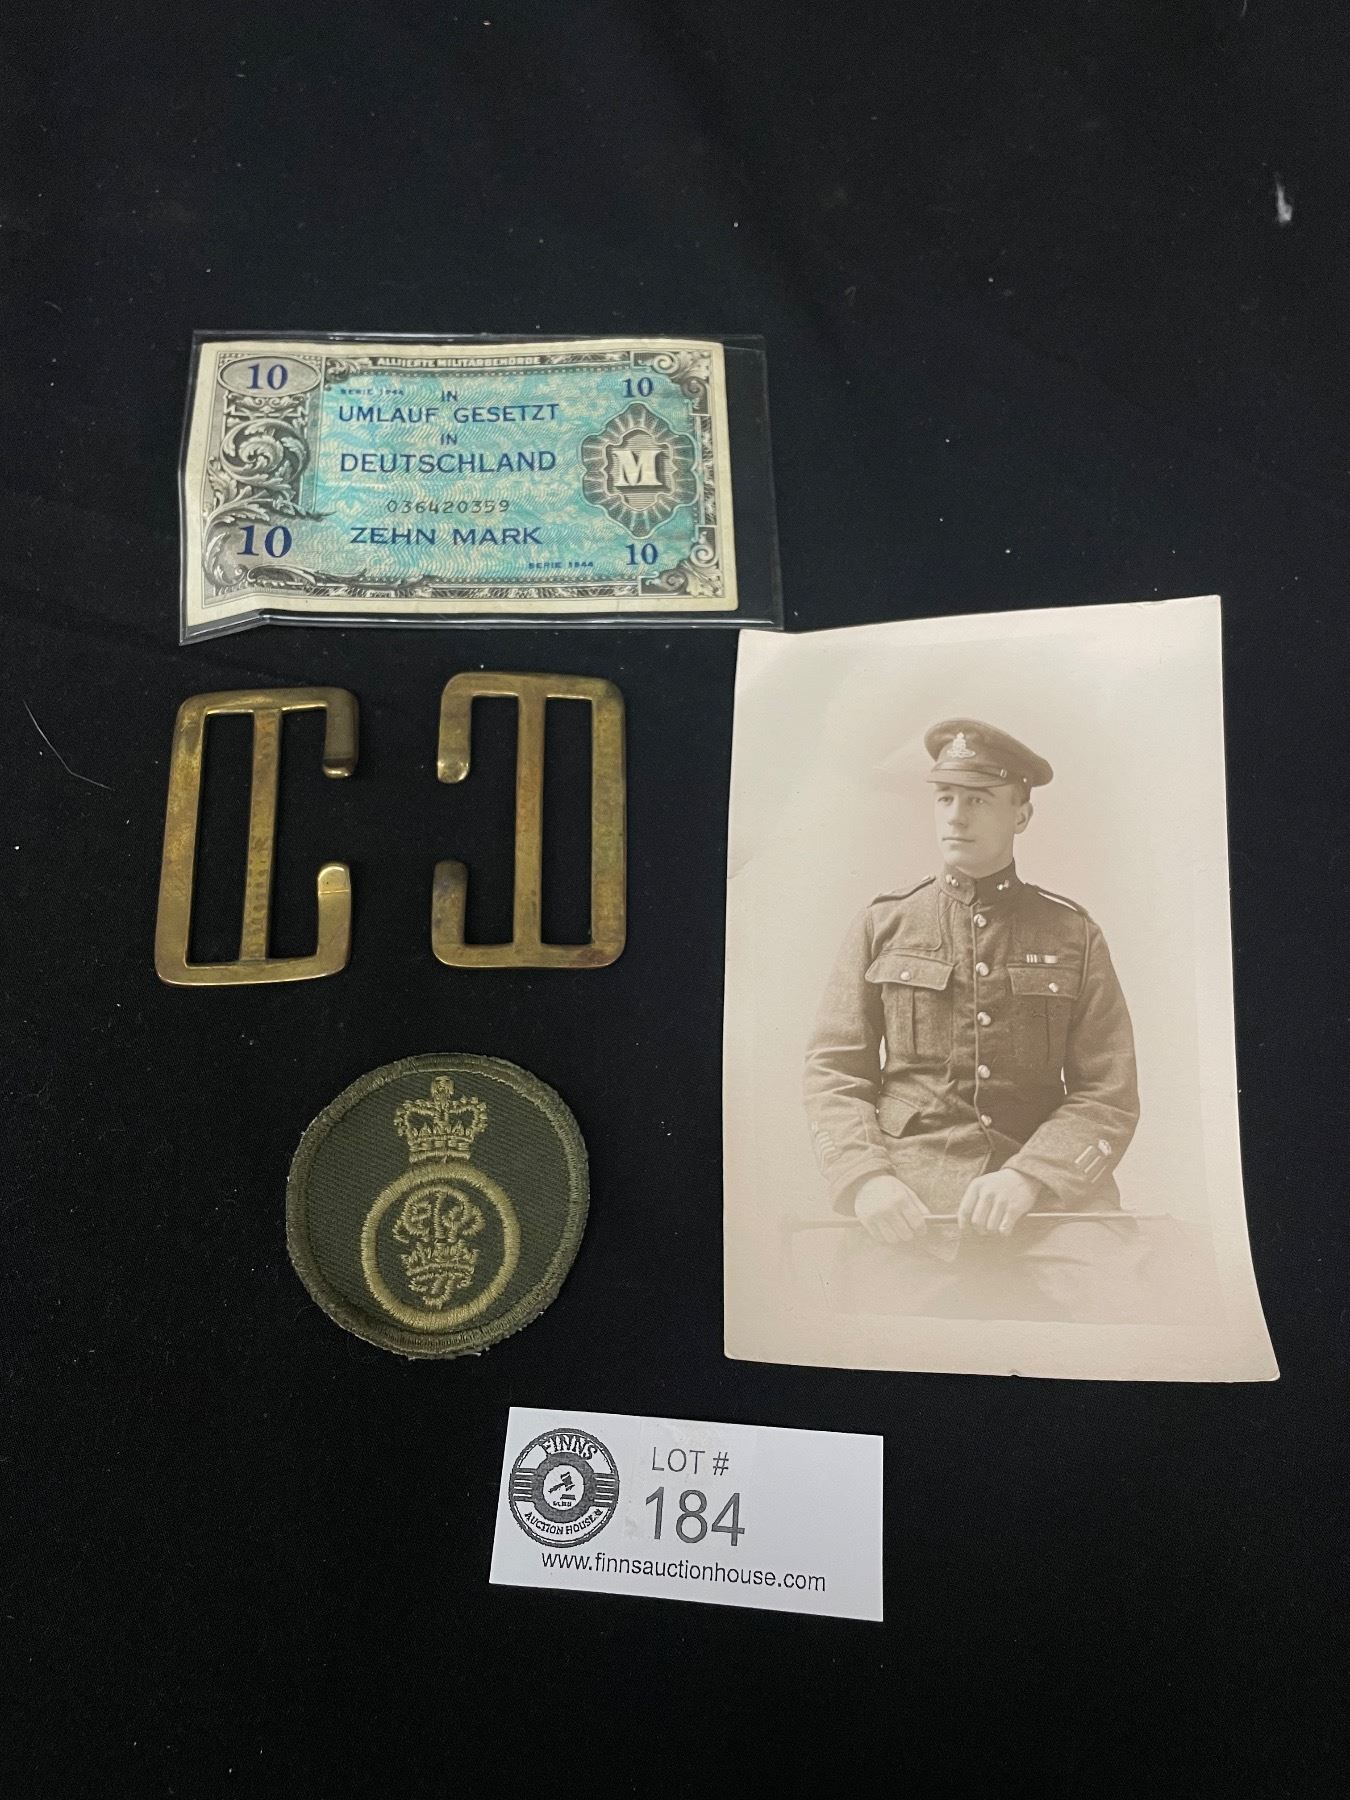 ALLIIERTE MILITÄRBEHÖRDE
10
10
SERIE 1944
IN
UMLAUF GESETZT
IN
DEUTSCHLAND
M
036420359
10
ZEHN MARK
10
SERIE 1944
FINNS
AUCTION HOUSE
LOT #
184
www.finnsauctionhouse.com